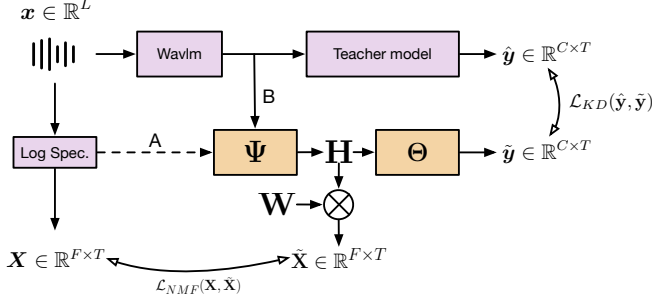 𝒙 ∈ ℝ^L
Wavlm
Teacher model
ŷ ∈ ℝ^{C×T}
B
𝓛_{KD}(ŷ, ỹ)
Log Spec.
A
Ψ
H
Θ
ỹ ∈ ℝ^{C×T}
W
⊗
X ∈ ℝ^{F×T}
X̃ ∈ ℝ^{F×T}
𝓛_{NMF}(X, X̃)